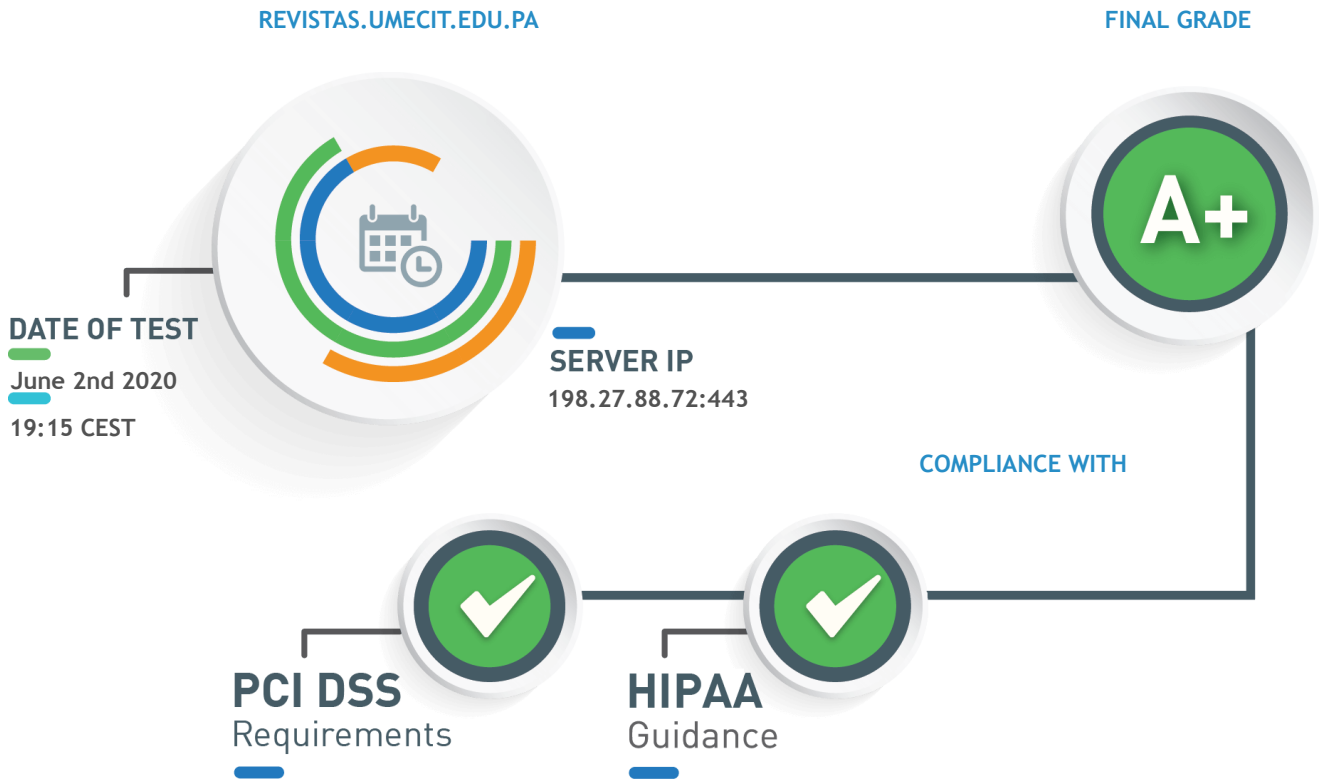 REVISTAS.UMECIT.EDU.PA
FINAL GRADE
A+
DATE OF TEST
June 2nd 2020
19:15 CEST
SERVER IP
198.27.88.72:443
COMPLIANCE WITH
PCI DSS
Requirements
HIPAA
Guidance